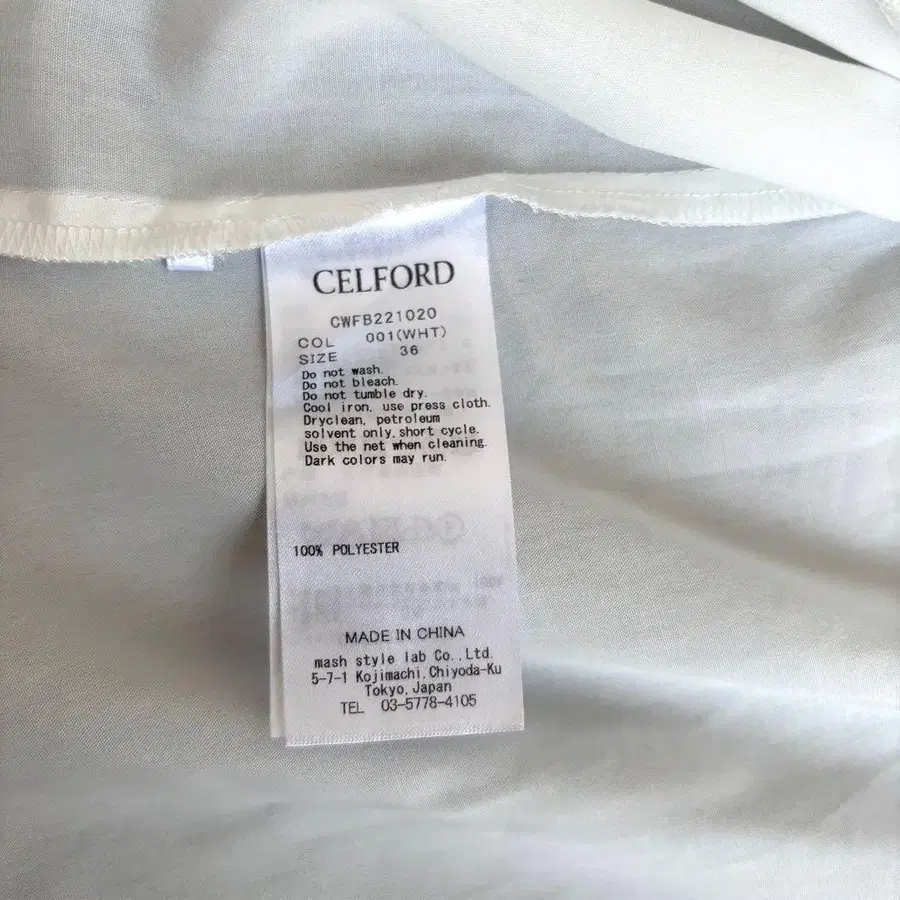 CELFORD
CWFB221020
COL 001(WHT)
SIZE 36
Do not wash.
Do not bleach.
Do not tumble dry.
Cool iron, use press cloth.
Dryclean, petroleum
solvent only, short cycle.
Use the net when cleaning.
Dark colors may run.
100% POLYESTER
MADE IN CHINA
mash style lab Co.,Ltd.
5-7-1 Kojimachi,Chiyoda-Ku
Tokyo,Japan
TEL 03-5778-4105